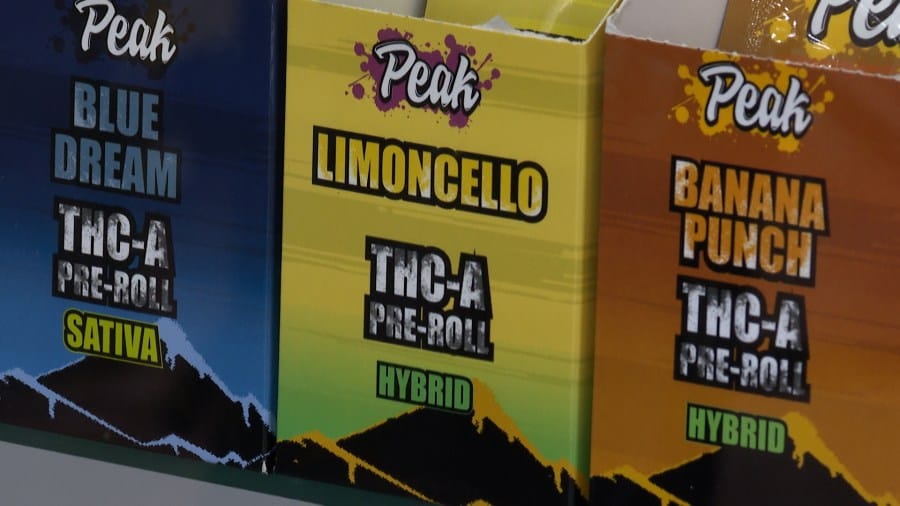 Peak
BLUE
DREAM
THC-A
PRE-ROLL
SATIVA
Peak
LIMONCELLO
THC-A
PRE-ROLL
HYBRID
Peak
BANANA
PUNCH
THC-A
PRE-ROLL
HYBRID